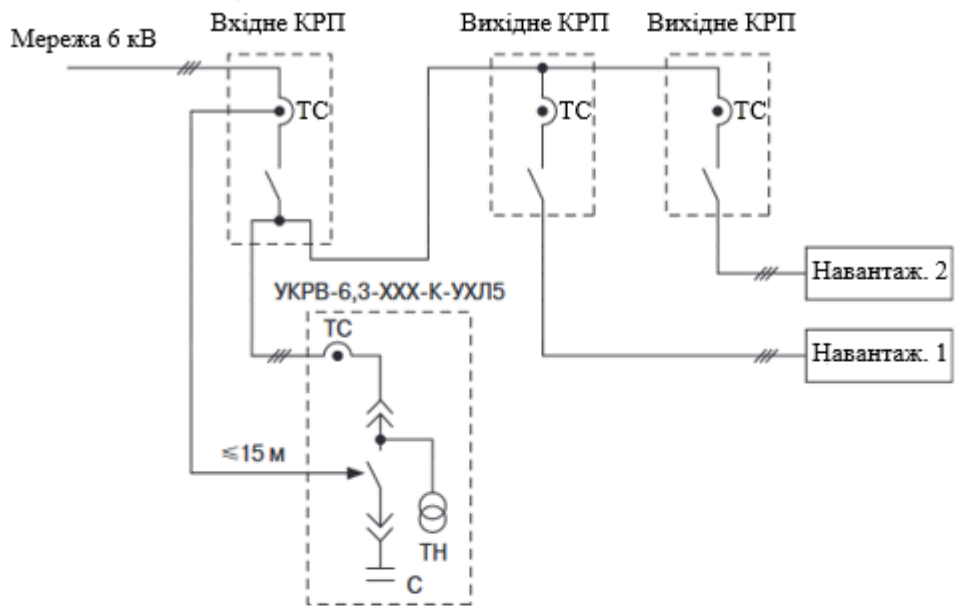 Вхідне КРП
Вихідне КРП
Вихідне КРП
Мережа 6 кВ
ТС
ТС
ТС
Навантаж. 2
УКРВ-6,3-ХХХ-К-УХЛ5
ТС
Навантаж. 1
≤15 м
ТН
С